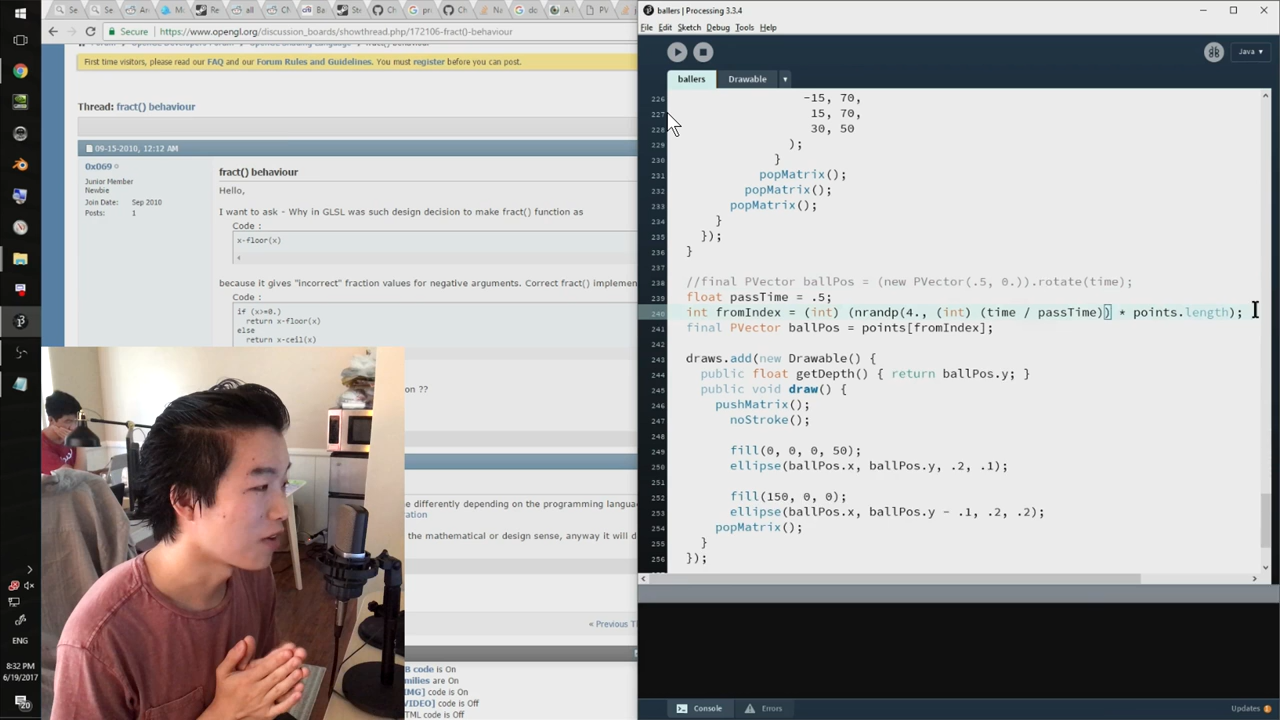 Secure
https://www.opengl.org/discussion_boards/showthread.php/172106-fract()-behaviour
First time visitors, please read our FAQ and our Forum Rules and Guidelines. You must register before you can post.
Thread: fract() behaviour
09-15-2010, 12:12 AM
0x069
Junior Member
Newbie
Join Date: Sep 2010
Posts: 1
fract() behaviour
Hello,
I want to ask - Why in GLSL was such design decision to make fract() function as
Code :
x-floor(x)
because it gives "incorrect" fraction values for negative arguments. Correct fract() implemen
Code :
if (x>=0.)
return x-floor(x)
else
return x-ceil(x)
??
e differently depending on the programming langua
ation
the mathematical or design sense, anyway it will d
« Previous Th
B code is On
milies are On
[IMG] code is On
VIDEO] code is Off
TML code is Off
ENG
8:32 PM
6/19/2017
20
ballers | Processing 3.3.4
File Edit Sketch Debug Tools Help
Java
ballers
Drawable
226 -15, 70,
227 15, 70,
228 30, 50
229 );
230 }
231 popMatrix();
232 popMatrix();
233 popMatrix();
234 }
235 });
236 }
237
238 //final PVector ballPos = (new PVector(.5, 0.)).rotate(time);
239 float passTime = .5;
240 int fromIndex = (int) (nrandp(4., (int) (time / passTime)) * points.length);
241 final PVector ballPos = points[fromIndex];
242
243 draws.add(new Drawable() {
244 public float getDepth() { return ballPos.y; }
245 public void draw() {
246 pushMatrix();
247 noStroke();
248
249 fill(0, 0, 0, 50);
250 ellipse(ballPos.x, ballPos.y, .2, .1);
251
252 fill(150, 0, 0);
253 ellipse(ballPos.x, ballPos.y - .1, .2, .2);
254 popMatrix();
255 }
256 });
Console
Errors
Updates